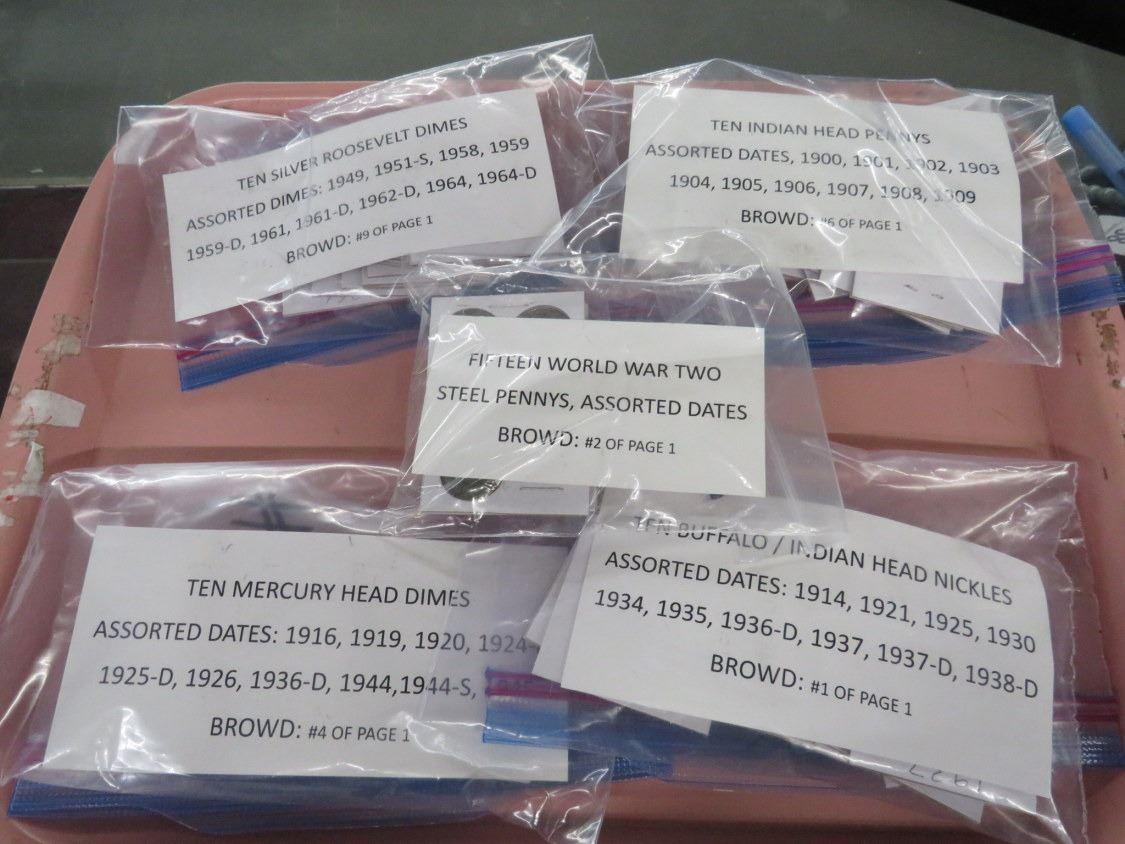 TEN SILVER ROOSEVELT DIMES
ASSORTED DIMES: 1949, 1951-S, 1958, 1959
1959-D, 1961, 1961-D, 1962-D, 1964, 1964-D
BROWD: #9 OF PAGE 1
TEN INDIAN HEAD PENNYS
ASSORTED DATES, 1900, 1901, 1902, 1903
1904, 1905, 1906, 1907, 1908, 1909
BROWD: #6 OF PAGE 1
FIFTEEN WORLD WAR TWO
STEEL PENNYS, ASSORTED DATES
BROWD: #2 OF PAGE 1
TEN MERCURY HEAD DIMES
ASSORTED DATES: 1916, 1919, 1920, 1924-
1925-D, 1926, 1936-D, 1944,1944-S,
BROWD: #4 OF PAGE 1
TEN BUFFALO / INDIAN HEAD NICKLES
ASSORTED DATES: 1914, 1921, 1925, 1930
1934, 1935, 1936-D, 1937, 1937-D, 1938-D
BROWD: #1 OF PAGE 1
1937